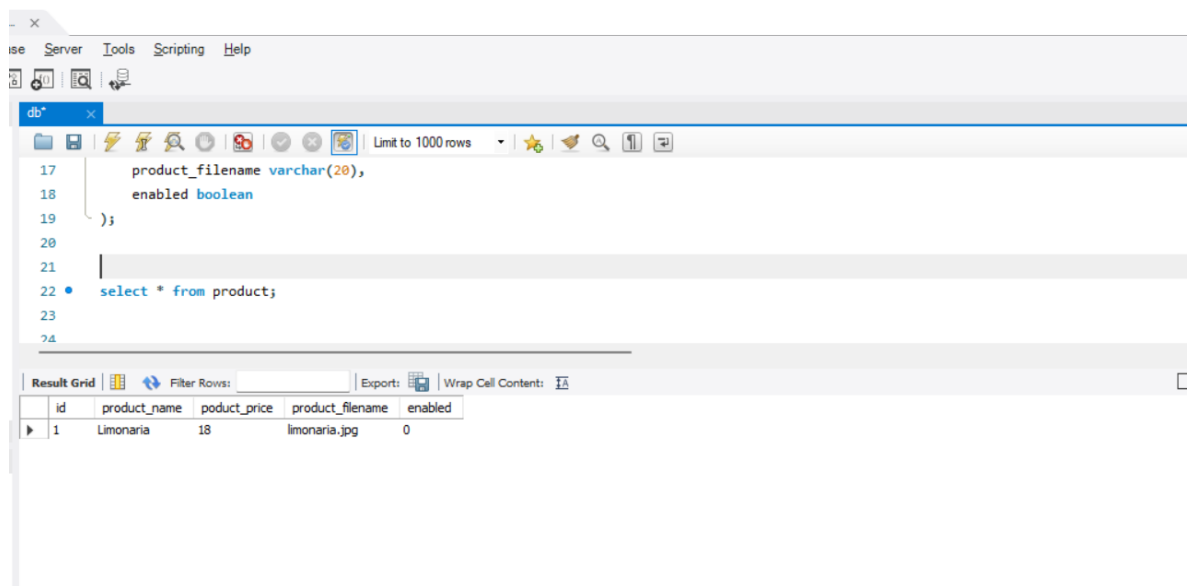 Server Tools Scripting Help
db*
Limit to 1000 rows
17 product_filename varchar(20),
18 enabled boolean
19 );
20
21
22 select * from product;
23
24
Result Grid Filter Rows: Export: Wrap Cell Content: IA
id product_name poduct_price product_filename enabled
1 Limonaria 18 limonaria.jpg 0